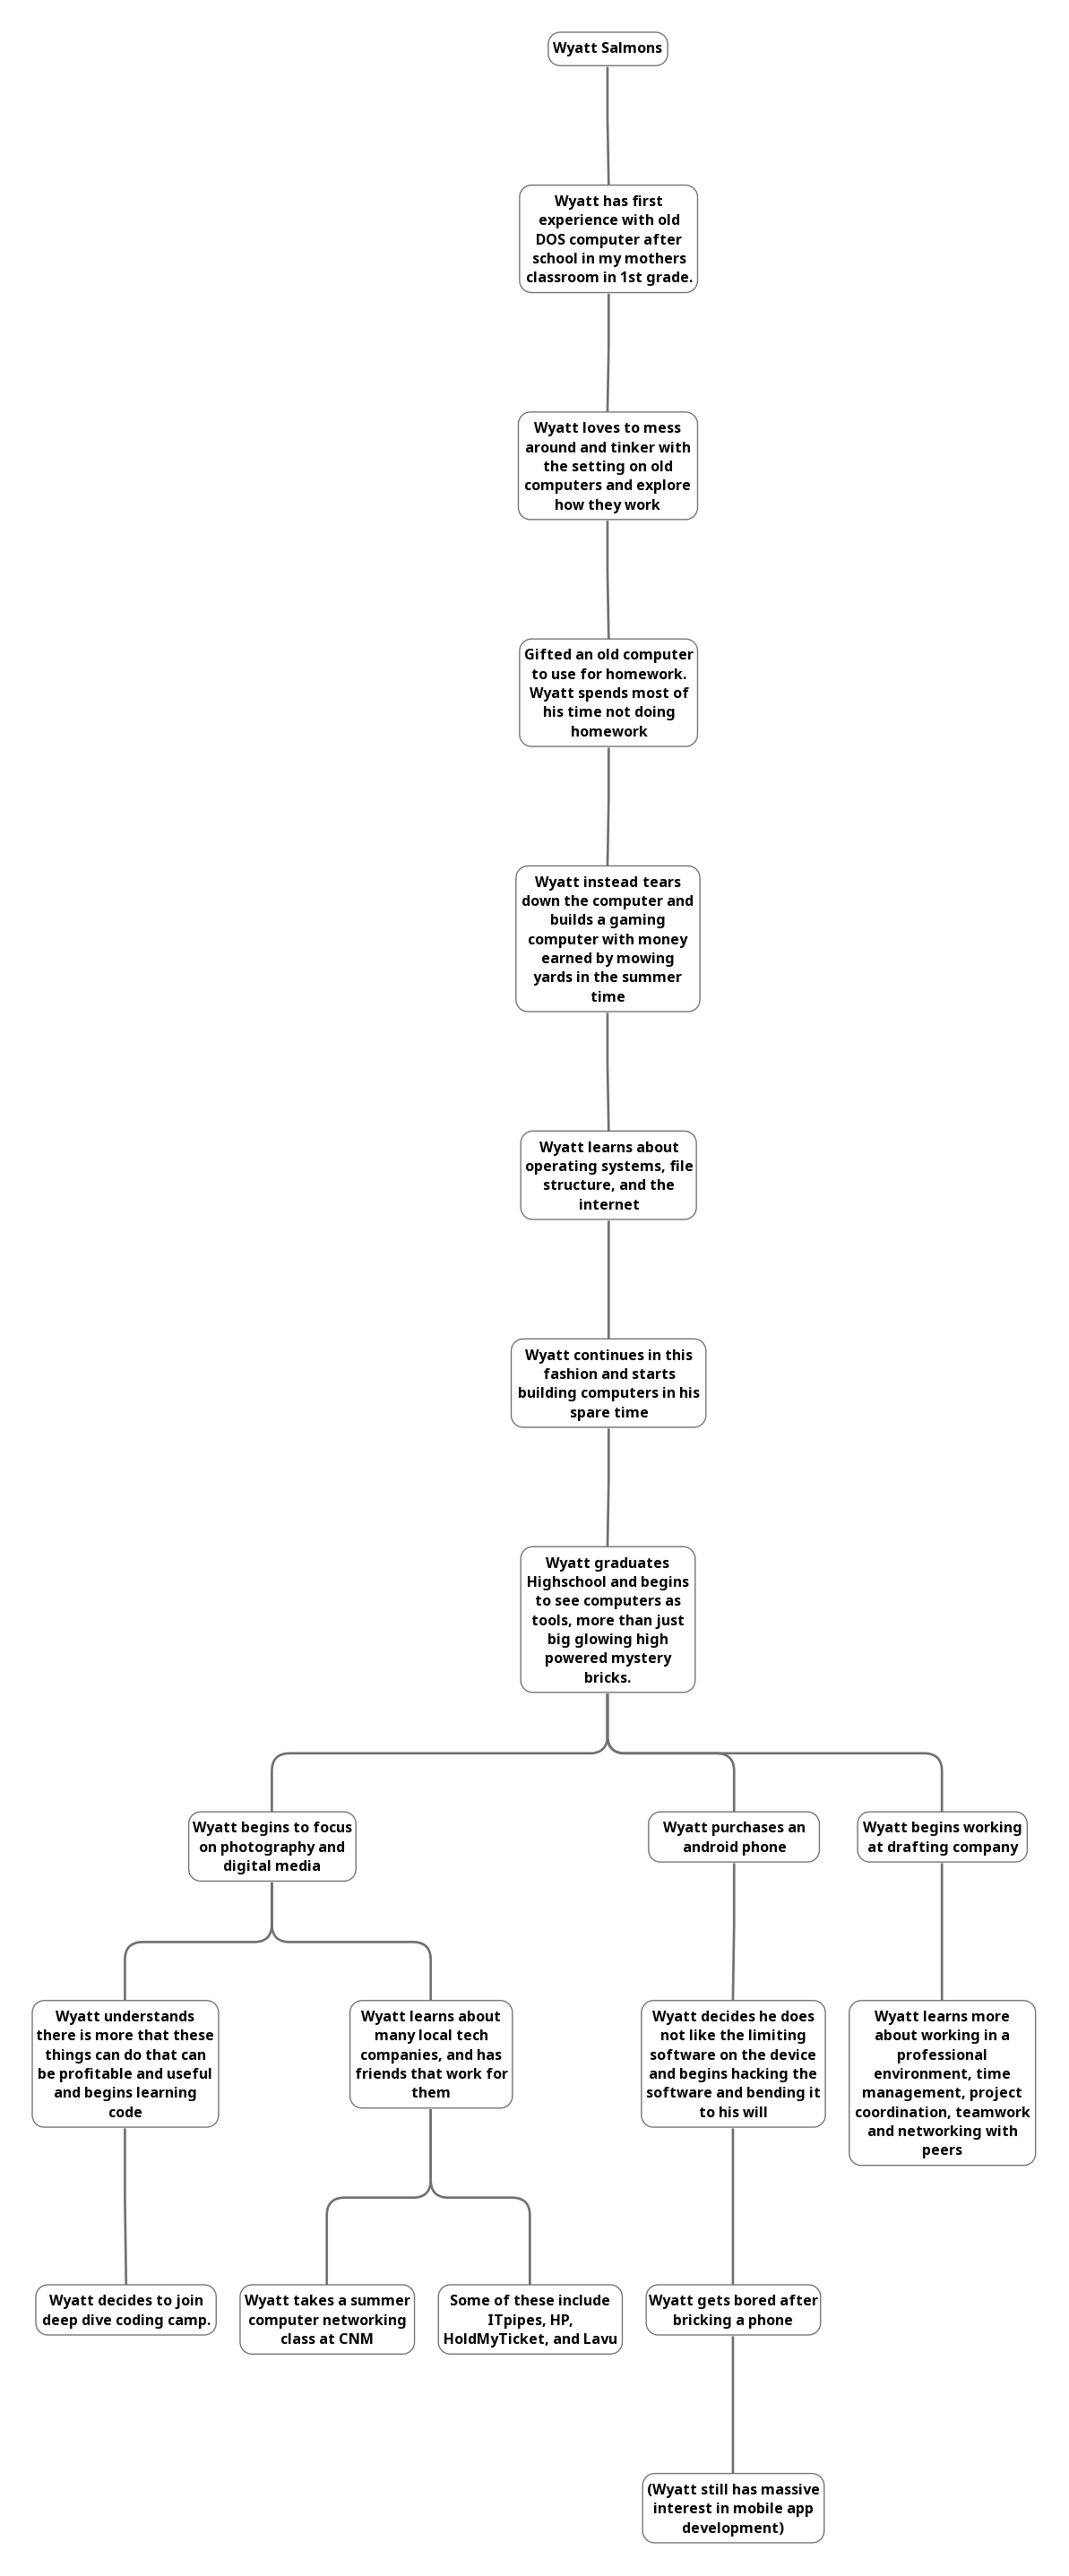 Wyatt Salmons
Wyatt has first
experience with old
DOS computer after
school in my mothers
classroom in 1st grade.
Wyatt loves to mess
around and tinker with
the setting on old
computers and explore
how they work
Gifted an old computer
to use for homework.
Wyatt spends most of
his time not doing
homework
Wyatt instead tears
down the computer and
builds a gaming
computer with money
earned by mowing
yards in the summer
time
Wyatt learns about
operating systems, file
structure, and the
internet
Wyatt continues in this
fashion and starts
building computers in his
spare time
Wyatt graduates
Highschool and begins
to see computers as
tools, more than just
big glowing high
powered mystery
bricks.
Wyatt begins to focus
on photography and
digital media
Wyatt purchases an
android phone
Wyatt begins working
at drafting company
Wyatt understands
there is more that these
things can do that can
be profitable and useful
and begins learning
code
Wyatt learns about
many local tech
companies, and has
friends that work for
them
Wyatt decides he does
not like the limiting
software on the device
and begins hacking the
software and bending it
to his will
Wyatt learns more
about working in a
professional
environment, time
management, project
coordination, teamwork
and networking with
peers
Wyatt decides to join
deep dive coding camp.
Wyatt takes a summer
computer networking
class at CNM
Some of these include
ITpipes, HP,
HoldMyTicket, and Lavu
Wyatt gets bored after
bricking a phone
(Wyatt still has massive
interest in mobile app
development)